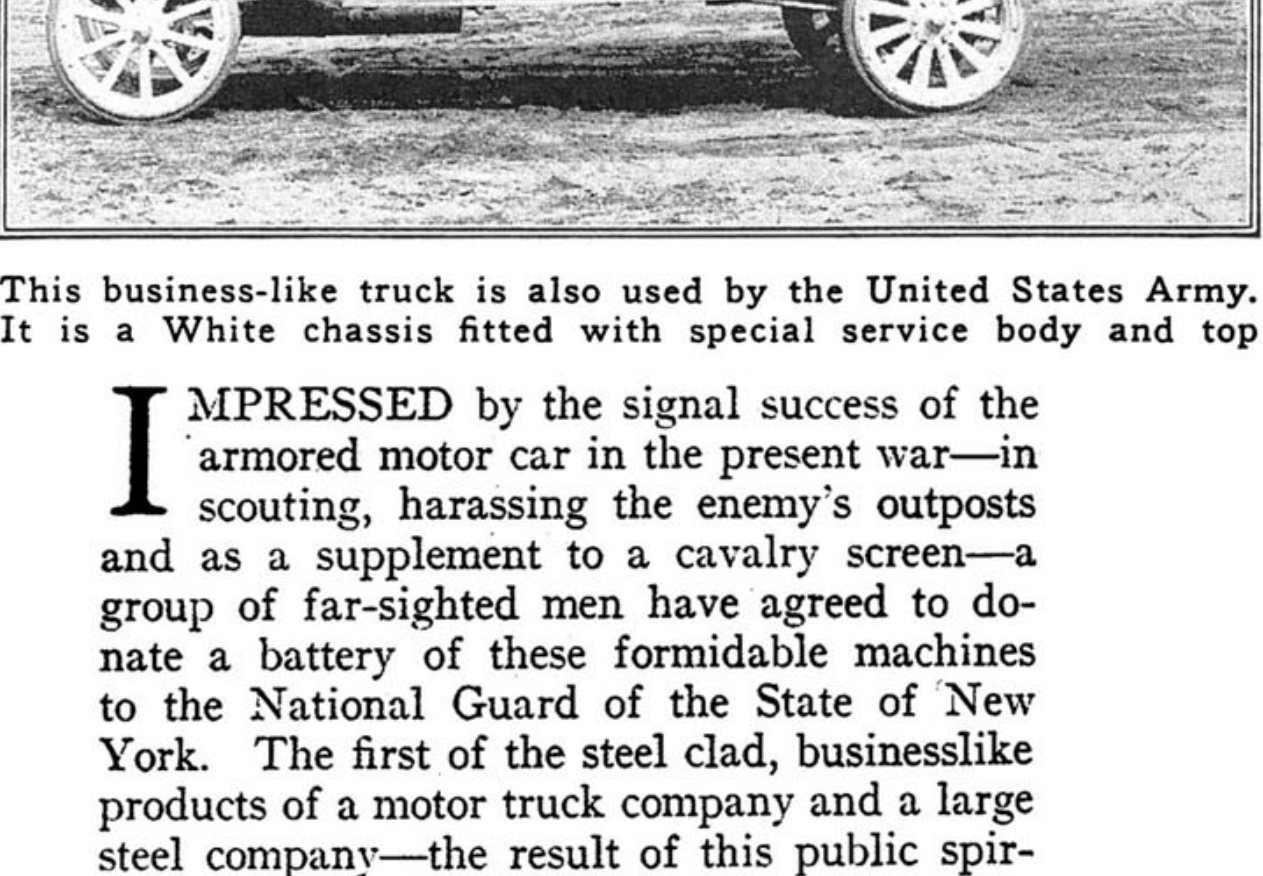 This business-like truck is also used by the United States Army.
It is a White chassis fitted with special service body and top
IMPRESSED by the signal success of the
armored motor car in the present war—in
scouting, harassing the enemy's outposts
and as a supplement to a cavalry screen—a
group of far-sighted men have agreed to do-
nate a battery of these formidable machines
to the National Guard of the State of New
York. The first of the steel clad, businesslike
products of a motor truck company and a large
steel company—the result of this public spir-